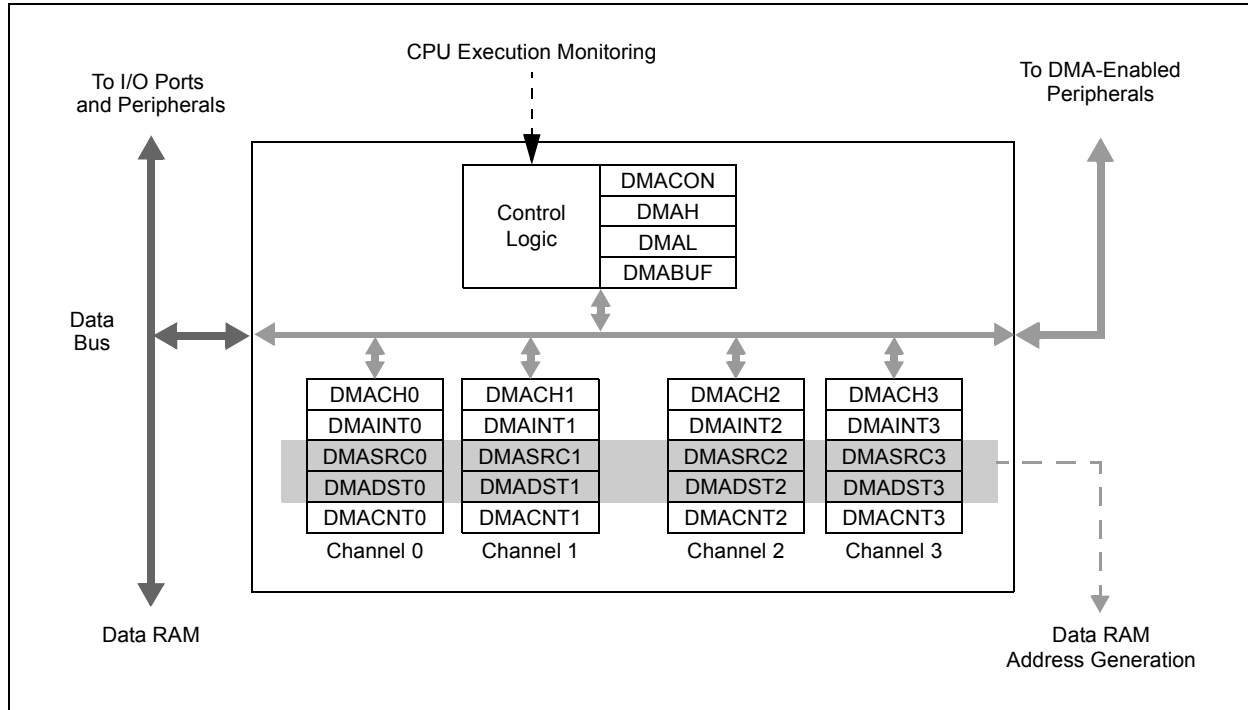 CPU Execution Monitoring
To I/O Ports
and Peripherals
To DMA-Enabled
Peripherals
Control
Logic
DMACON
DMAH
DMAL
DMABUF
Data
Bus
DMACH0
DMAINT0
DMASRC0
DMADST0
DMACNT0
Channel 0
DMACH1
DMAINT1
DMASRC1
DMADST1
DMACNT1
Channel 1
DMACH2
DMAINT2
DMASRC2
DMADST2
DMACNT2
Channel 2
DMACH3
DMAINT3
DMASRC3
DMADST3
DMACNT3
Channel 3
Data RAM
Data RAM
Address Generation